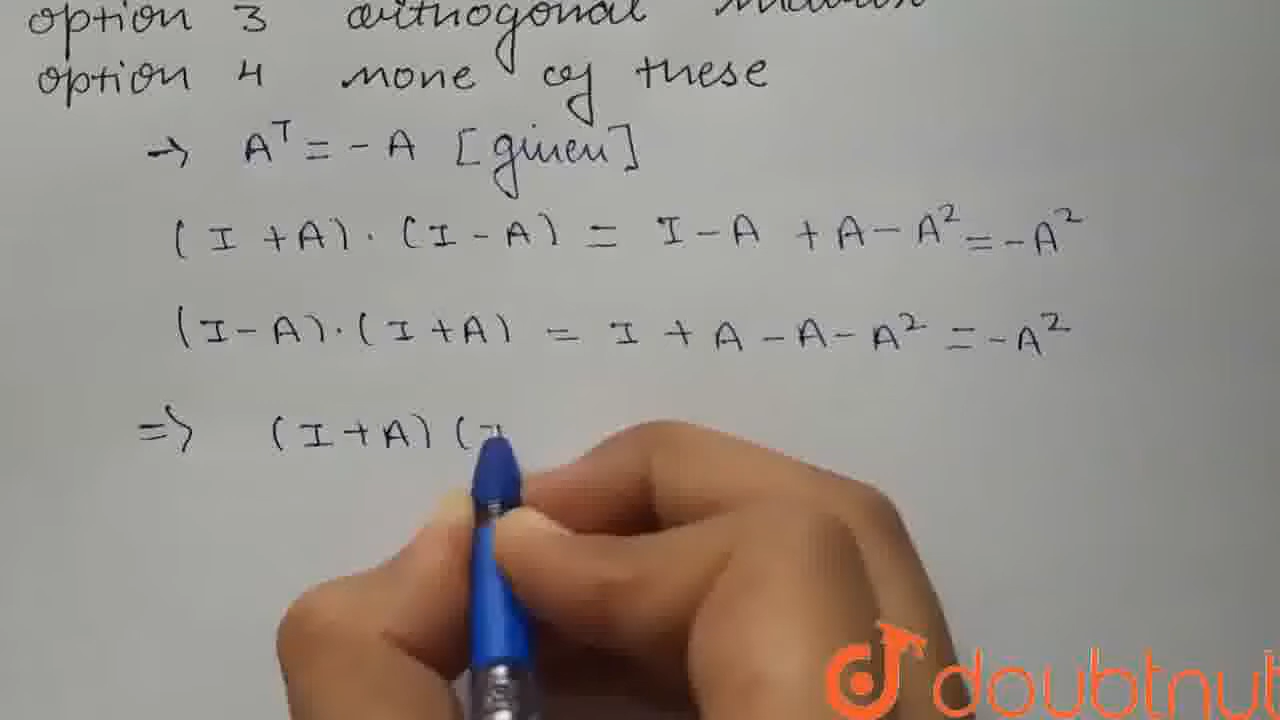 option 3 orthogonal
option 4 none of these
→ Aᵀ = - A [given]
(I + A) · (I - A) = I - A + A - A² = - A²
(I - A) · (I + A) = I + A - A - A² = - A²
⇒ (I + A) (I
doubtnut